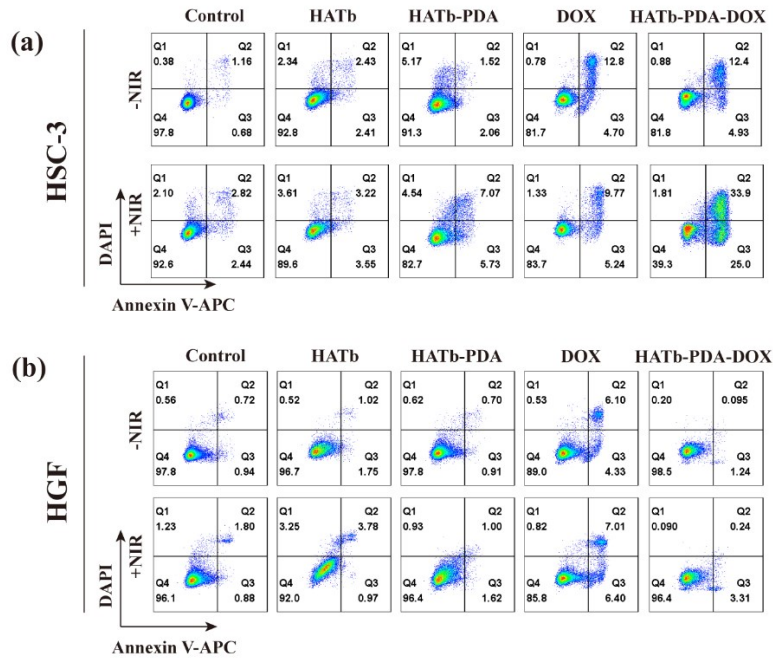 (a)
Control HATb HATb-PDA DOX HATb-PDA-DOX
HSC-3
-NIR
Q1 Q2 Q1 Q2 Q1 Q2 Q1 Q2 Q1 Q2
0.38 1.16 2.34 2.43 5.17 1.52 0.78 12.8 0.88 12.4
Q4 Q3 Q4 Q3 Q4 Q3 Q4 Q3 Q4 Q3
97.8 0.68 92.8 2.41 91.3 2.06 81.7 4.70 81.8 4.93
+NIR
Q1 Q2 Q1 Q2 Q1 Q2 Q1 Q2 Q1 Q2
2.10 2.82 3.61 3.22 4.54 7.07 1.33 9.77 1.81 33.9
Q4 Q3 Q4 Q3 Q4 Q3 Q4 Q3 Q4 Q3
92.6 2.44 89.6 3.55 82.7 5.73 83.7 5.24 39.3 25.0
DAPI
Annexin V-APC
(b)
Control HATb HATb-PDA DOX HATb-PDA-DOX
HGF
-NIR
Q1 Q2 Q1 Q2 Q1 Q2 Q1 Q2 Q1 Q2
0.56 0.72 0.52 1.02 0.62 0.70 0.53 6.10 0.20 0.095
Q4 Q3 Q4 Q3 Q4 Q3 Q4 Q3 Q4 Q3
97.8 0.94 96.7 1.75 97.8 0.91 89.0 4.33 98.5 1.24
+NIR
Q1 Q2 Q1 Q2 Q1 Q2 Q1 Q2 Q1 Q2
1.23 1.80 3.25 3.78 0.93 1.00 0.82 7.01 0.090 0.24
Q4 Q3 Q4 Q3 Q4 Q3 Q4 Q3 Q4 Q3
96.1 0.88 92.0 0.97 96.4 1.62 85.8 6.40 96.4 3.31
DAPI
Annexin V-APC